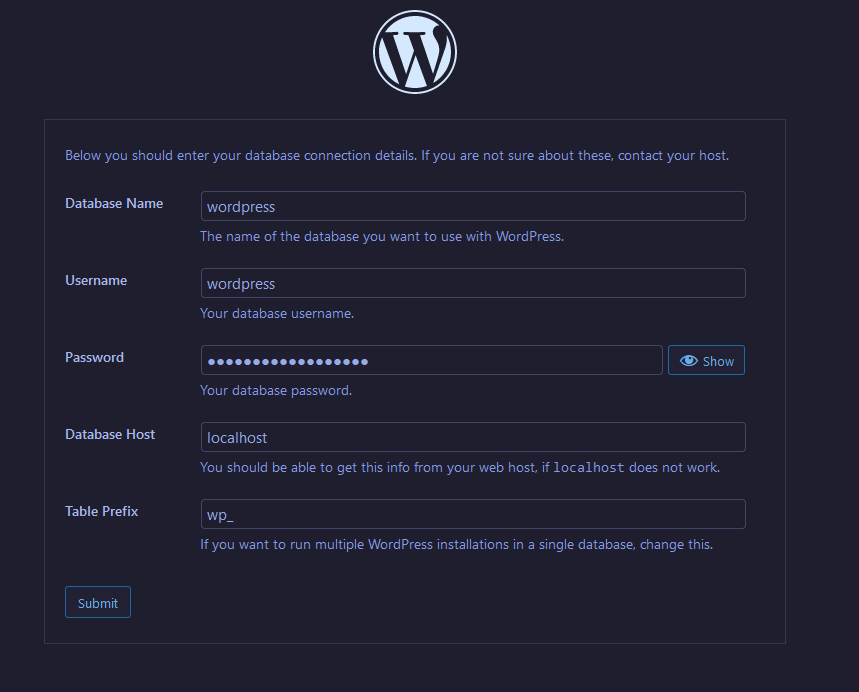 Below you should enter your database connection details. If you are not sure about these, contact your host.
Database Name
wordpress
The name of the database you want to use with WordPress.
Username
wordpress
Your database username.
Password
●●●●●●●●●●●●●●●●●●
Show
Your database password.
Database Host
localhost
You should be able to get this info from your web host, if localhost does not work.
Table Prefix
wp_
If you want to run multiple WordPress installations in a single database, change this.
Submit